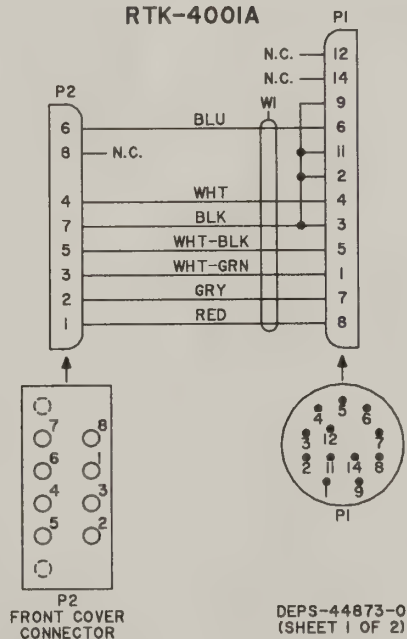 RTK-4001A
P1
N.C. 12
N.C. 14
P2
9
W1
6 BLU 6
8 N.C. 11
2
4 WHT 4
7 BLK 3
5 WHT-BLK 5
3 WHT-GRN 1
2 GRY 7
1 RED 8
7 8
6 1
4 3
5 2
5
4 6
3 12 7
2 11 14 8
1 9
P1
P2
FRONT COVER
CONNECTOR
DEPS-44873-0
(SHEET 1 OF 2)